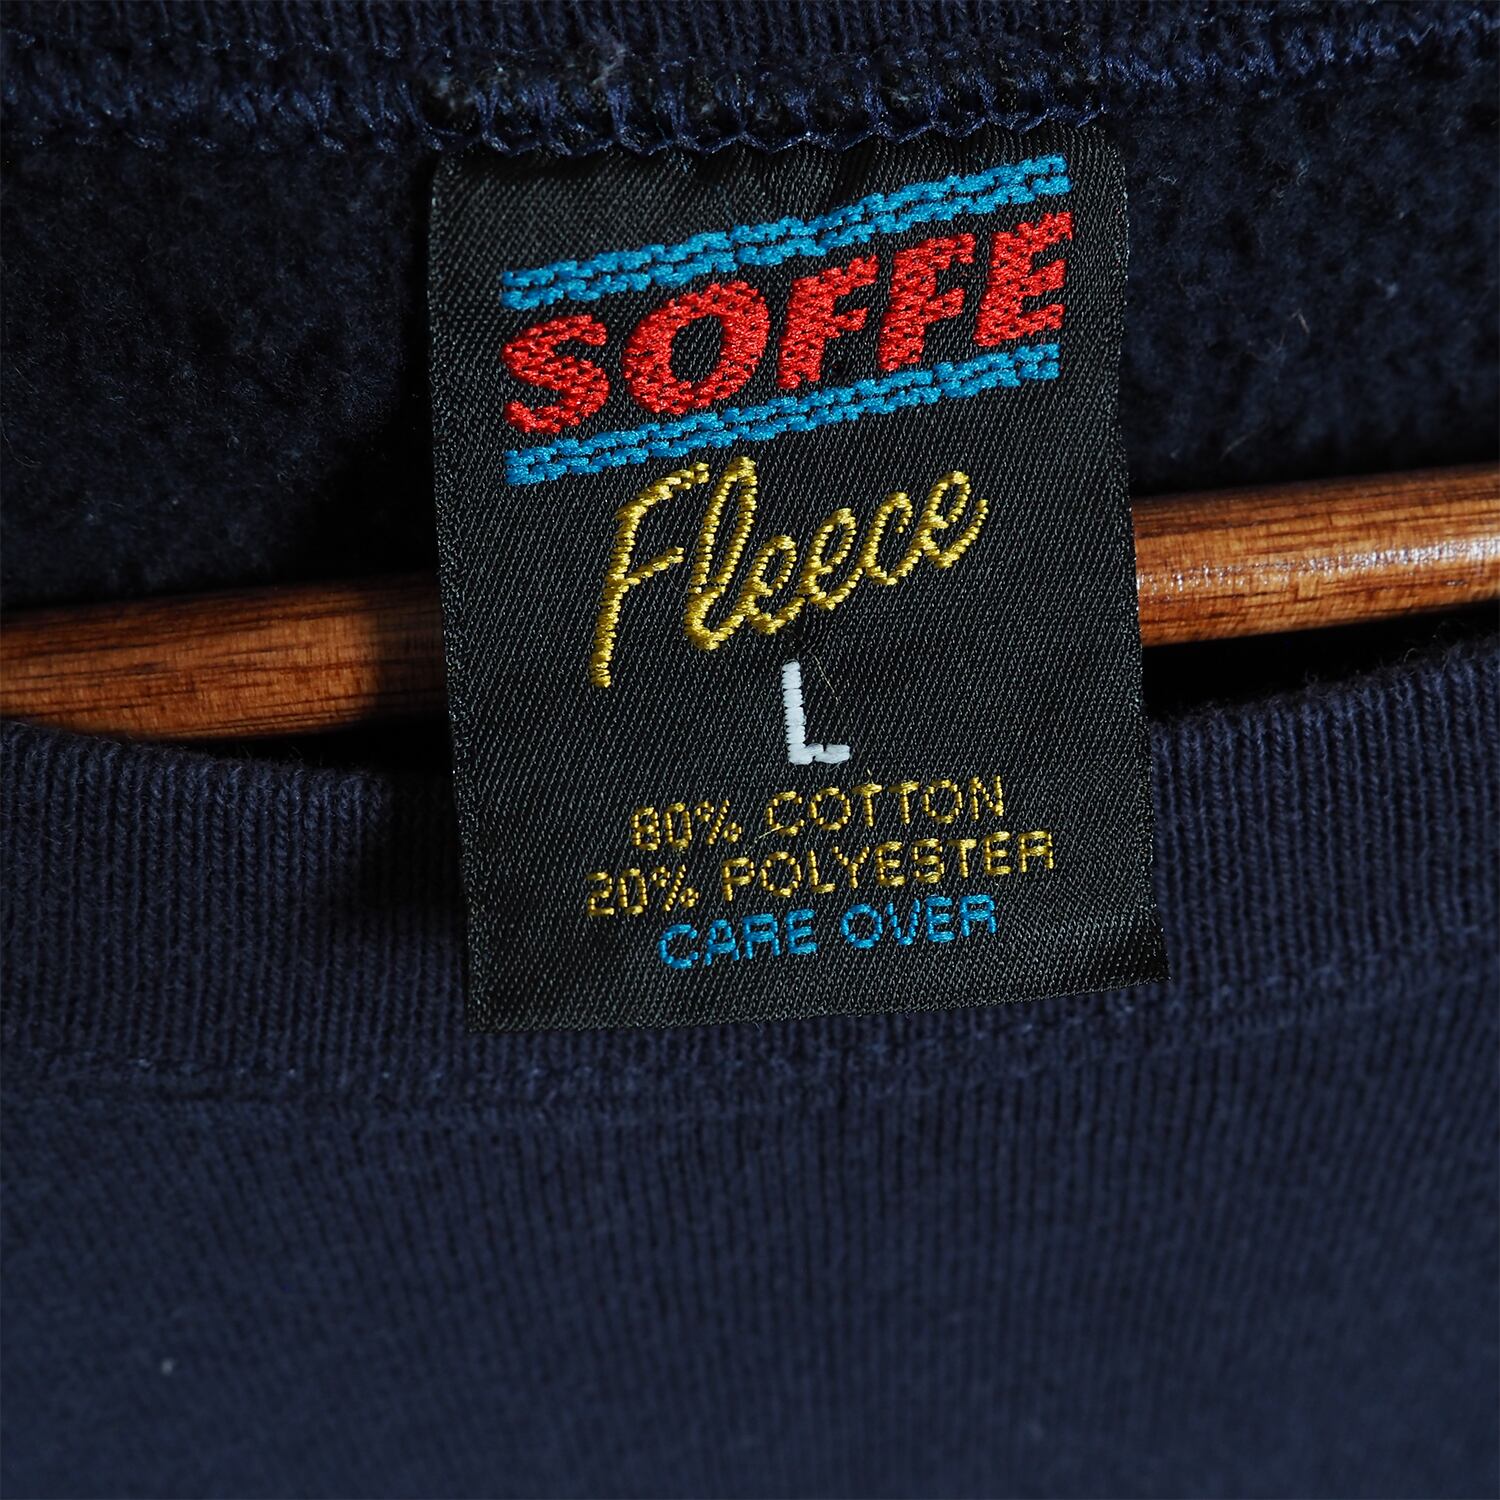 SOFFE
Fleece
L
80% COTTON
20% POLYESTER
CARE OVER